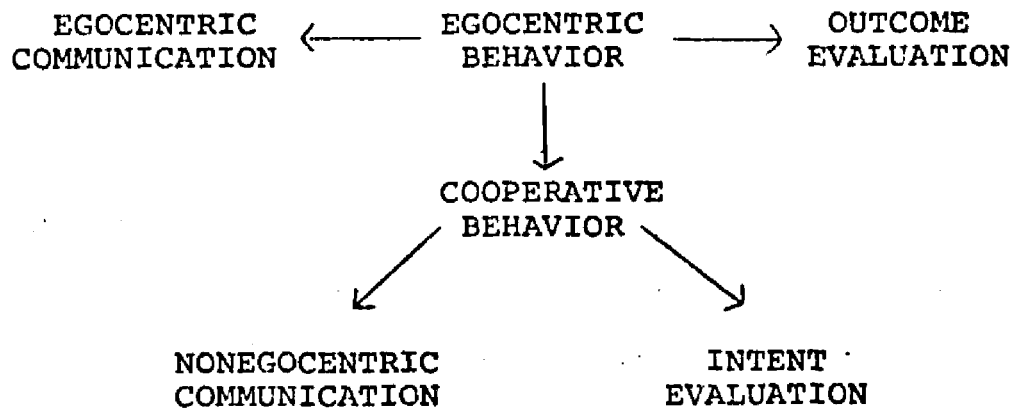 EGOCENTRIC
COMMUNICATION
EGOCENTRIC
BEHAVIOR
OUTCOME
EVALUATION
COOPERATIVE
BEHAVIOR
NONEGOCENTRIC
COMMUNICATION
INTENT
EVALUATION